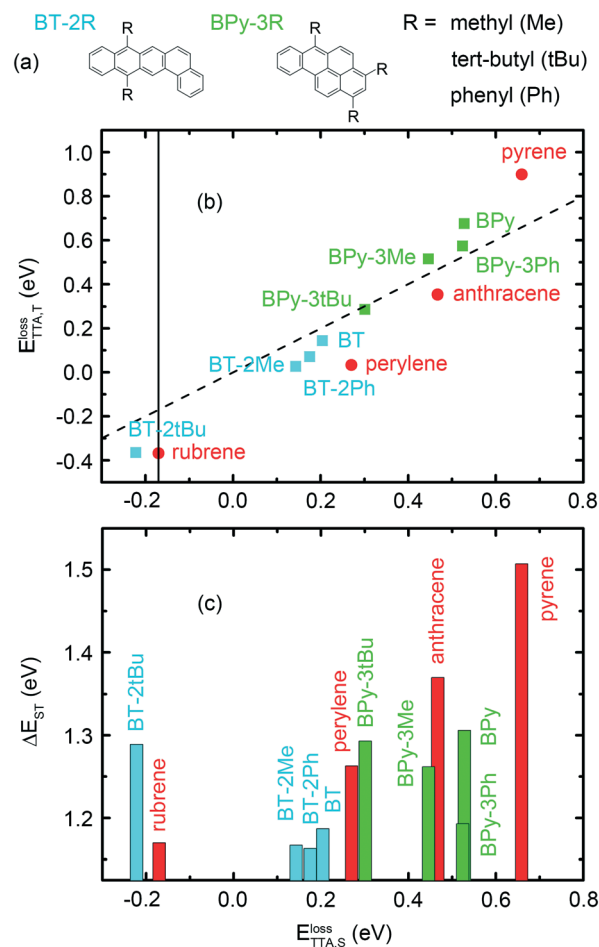 BT-2R BPy-3R R = methyl (Me)
tert-butyl (tBu)
phenyl (Ph)
(a)
R R
R R
R
(b)
E^loss_TTA,T (eV)
1.0
0.8
0.6
0.4
0.2
0.0
-0.2
-0.4
pyrene
BPy
BPy-3Me
BPy-3Ph
anthracene
BPy-3tBu
BT
BT-2Me
perylene
BT-2Ph
BT-2tBu
rubrene
-0.2 0.0 0.2 0.4 0.6 0.8
(c)
ΔE_ST (eV)
1.5
1.4
1.3
1.2
BT-2tBu
rubrene
BT-2Me
BT-2Ph
BT
perylene
BPy-3tBu
BPy-3Me
anthracene
BPy
BPy-3Ph
pyrene
-0.2 0.0 0.2 0.4 0.6 0.8
E^loss_TTA,S (eV)